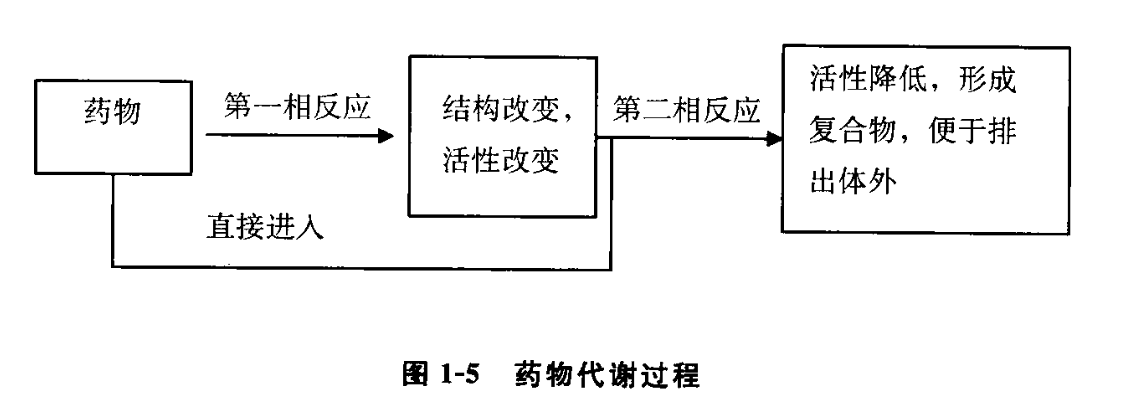 药物
第一相反应
结构改变，
活性改变
第二相反应
活性降低，形成
复合物，便于排
出体外
直接进入
图 1-5 药物代谢过程